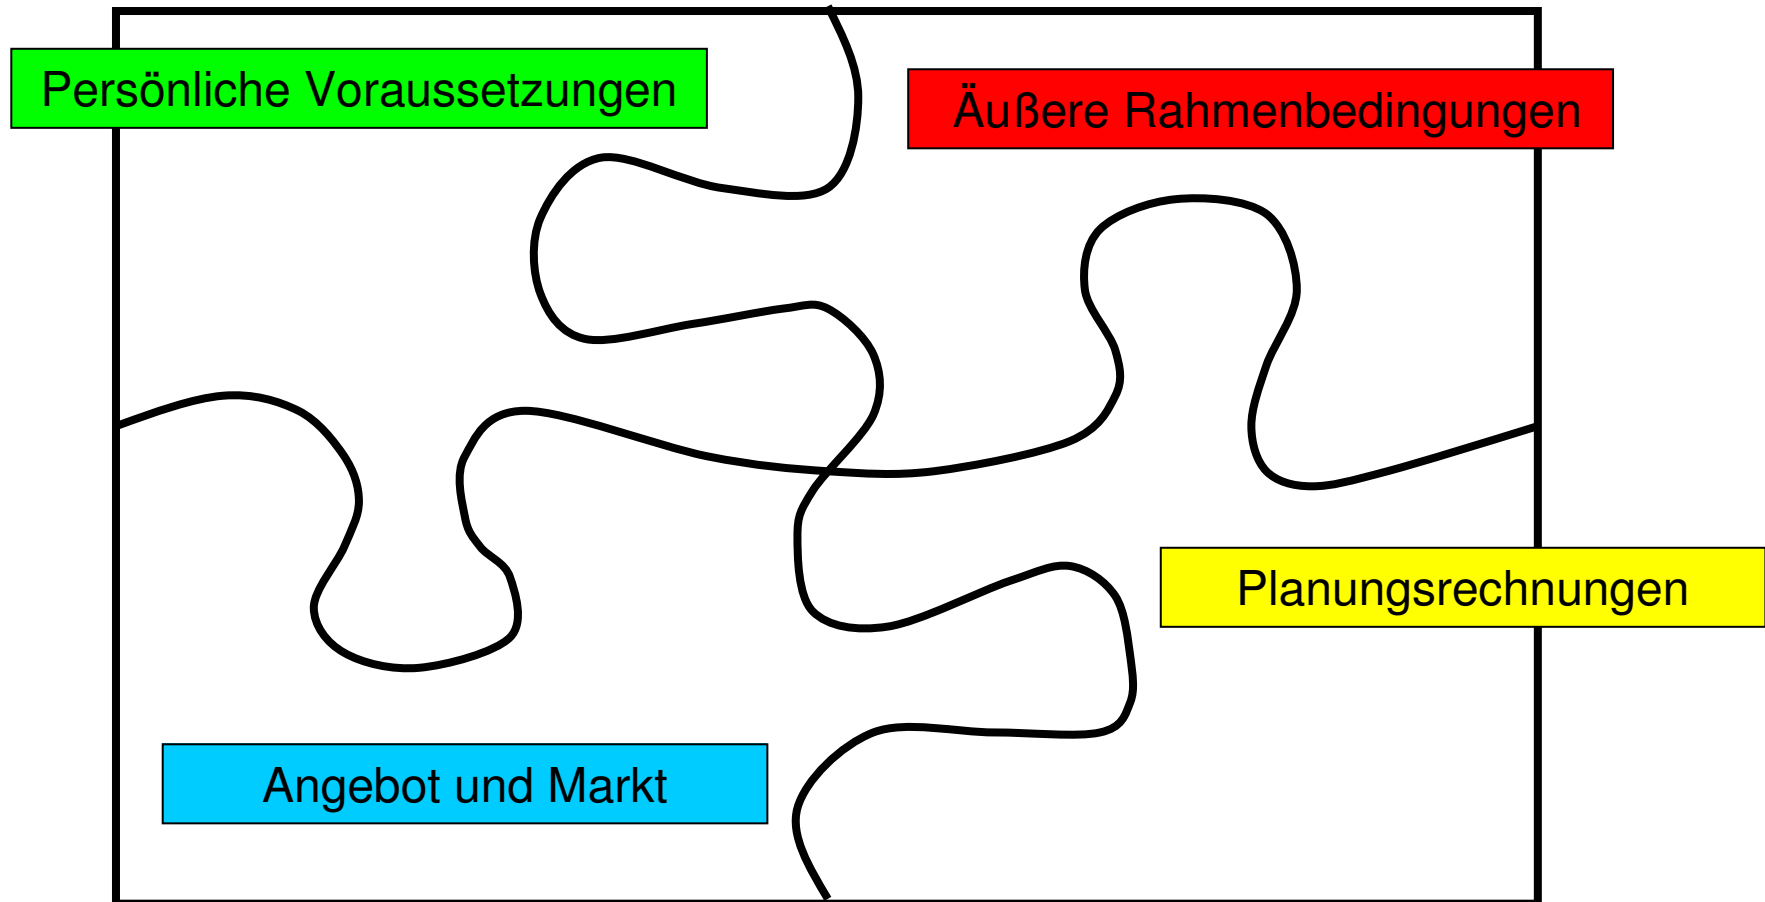 Persönliche Voraussetzungen
Äußere Rahmenbedingungen
Planungsrechnungen
Angebot und Markt